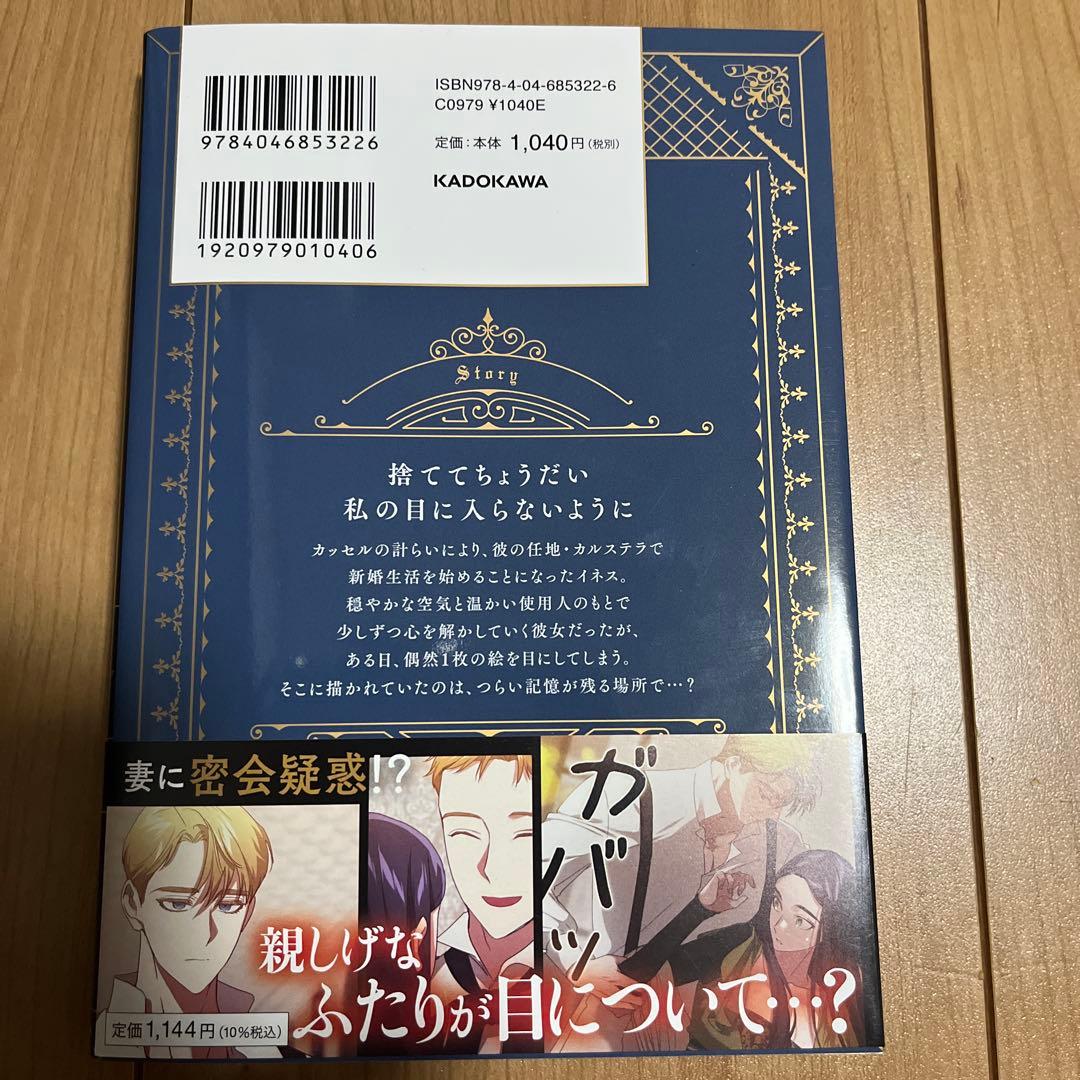 ISBN978-4-04-685322-6
C0979 ¥1040E
定価：本体 1,040円（税別）
KADOKAWA
9784046853226
1920979010406
Story
捨ててちょうだい
私の目に入らないように
カッセルの計らいにより、彼の任地・カルステラで
新婚生活を始めることになったイネス。
穏やかな空気と温かい使用人のもとで
少しずつ心を解かしていく彼女だったが、
ある日、偶然1枚の絵を目にしてしまう。
そこに描かれていたのは、つらい記憶が残る場所で…？
妻に密会疑惑!?
ガバッ
親しげな
ふたりが目について…？
定価1,144円（10%税込）